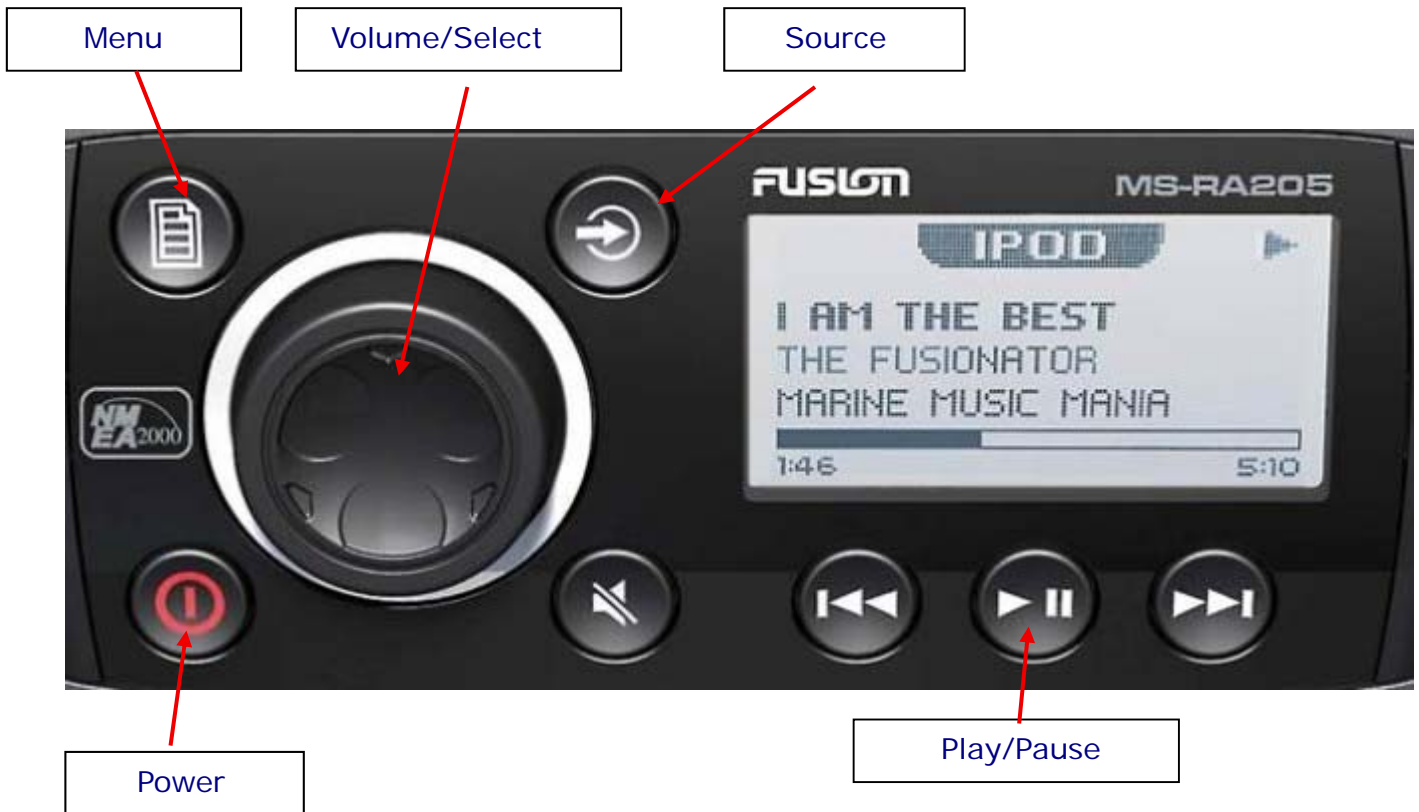 Menu
Volume/Select
Source
FUSION
MS-RA205
IPOD
I AM THE BEST
THE FUSIONATOR
MARINE MUSIC MANIA
1:46
5:10
NMEA2000
Power
Play/Pause